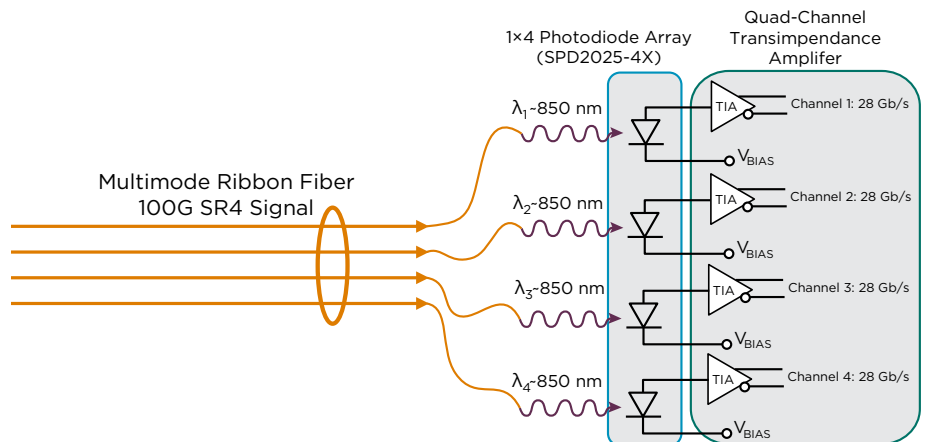 1×4 Photodiode Array
(SPD2025-4X)
Quad-Channel
Transimpendance
Amplifer
Multimode Ribbon Fiber
100G SR4 Signal
λ1~850 nm
TIA
Channel 1: 28 Gb/s
VBIAS
λ2~850 nm
TIA
Channel 2: 28 Gb/s
VBIAS
λ3~850 nm
TIA
Channel 3: 28 Gb/s
VBIAS
λ4~850 nm
TIA
Channel 4: 28 Gb/s
VBIAS